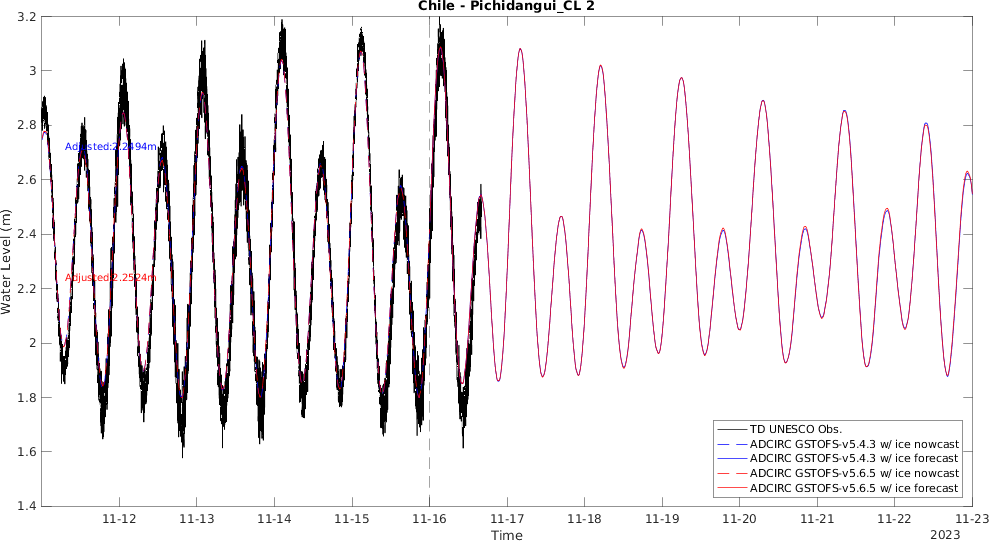 Chile - Pichidangui_CL 2
3.2
3
2.8
2.6
2.4
2.2
2
1.8
1.6
1.4
Water Level (m)
Adjusted:2.2494m
Adjusted:2.2524m
TD UNESCO Obs.
ADCIRC GSTOFS-v5.4.3 w/ ice nowcast
ADCIRC GSTOFS-v5.4.3 w/ ice forecast
ADCIRC GSTOFS-v5.6.5 w/ ice nowcast
ADCIRC GSTOFS-v5.6.5 w/ ice forecast
11-12 11-13 11-14 11-15 11-16 11-17 11-18 11-19 11-20 11-21 11-22 11-23
Time
2023